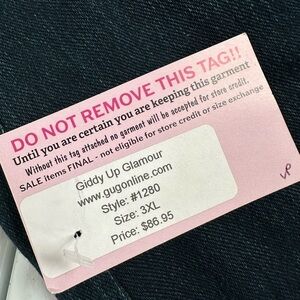 DO NOT REMOVE THIS TAG!!
Until you are certain you are keeping this garment
Without this tag attached no garment will be accepted for store credit.
SALE items FINAL - not eligible for store credit or size exchange
Giddy Up Glamour
www.gugonline.com
Style: #1280
Size: 3XL
Price: $86.95